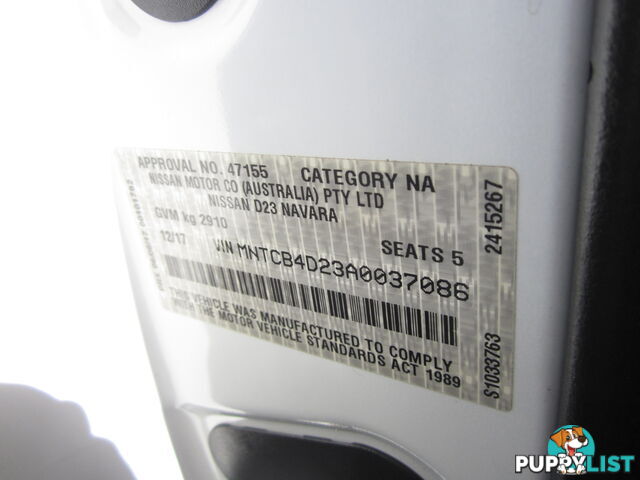 APPROVAL NO. 47155 CATEGORY NA
NISSAN MOTOR CO (AUSTRALIA) PTY LTD
NISSAN D23 NAVARA
GVM kg 2910
12/17 SEATS 5
VIN MNTCB4D23A0037086
THIS VEHICLE WAS MANUFACTURED TO COMPLY
WITH THE MOTOR VEHICLE STANDARDS ACT 1989
2415267
S1033763
PUPPYLIST